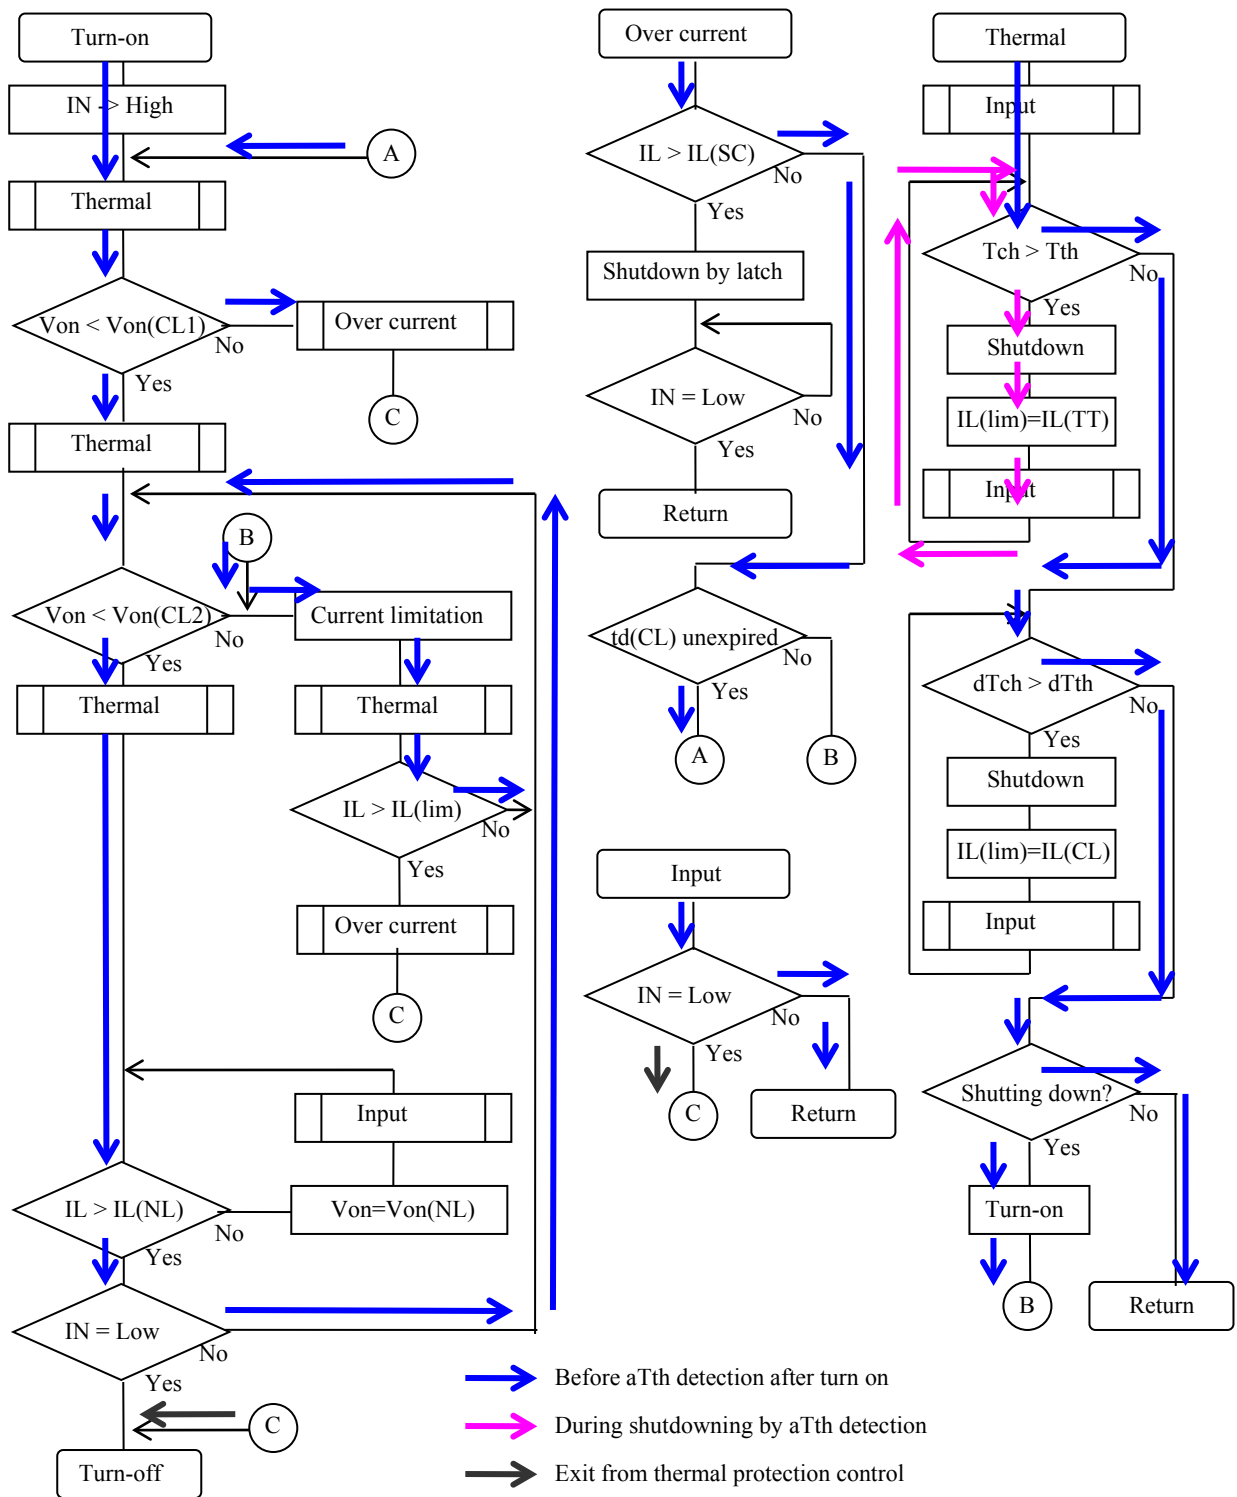 Turn-on
IN -> High
A
Thermal
Von < Von(CL1)
No
Yes
Over current
C
Thermal
B
Von < Von(CL2)
No
Yes
Current limitation
Thermal
Thermal
IL > IL(lim)
No
Yes
Over current
C
Input
Von=Von(NL)
IL > IL(NL)
No
Yes
IN = Low
No
Yes
C
Turn-off
Over current
IL > IL(SC)
No
Yes
Shutdown by latch
IN = Low
No
Yes
Return
td(CL) unexpired
No
Yes
A
B
Input
IN = Low
No
Yes
C
Return
Thermal
Input
Tch > Tth
No
Yes
Shutdown
IL(lim)=IL(TT)
Input
dTch > dTth
No
Yes
Shutdown
IL(lim)=IL(CL)
Input
Shutting down?
No
Yes
Turn-on
B
Return
Before aTth detection after turn on
During shutdowning by aTth detection
Exit from thermal protection control